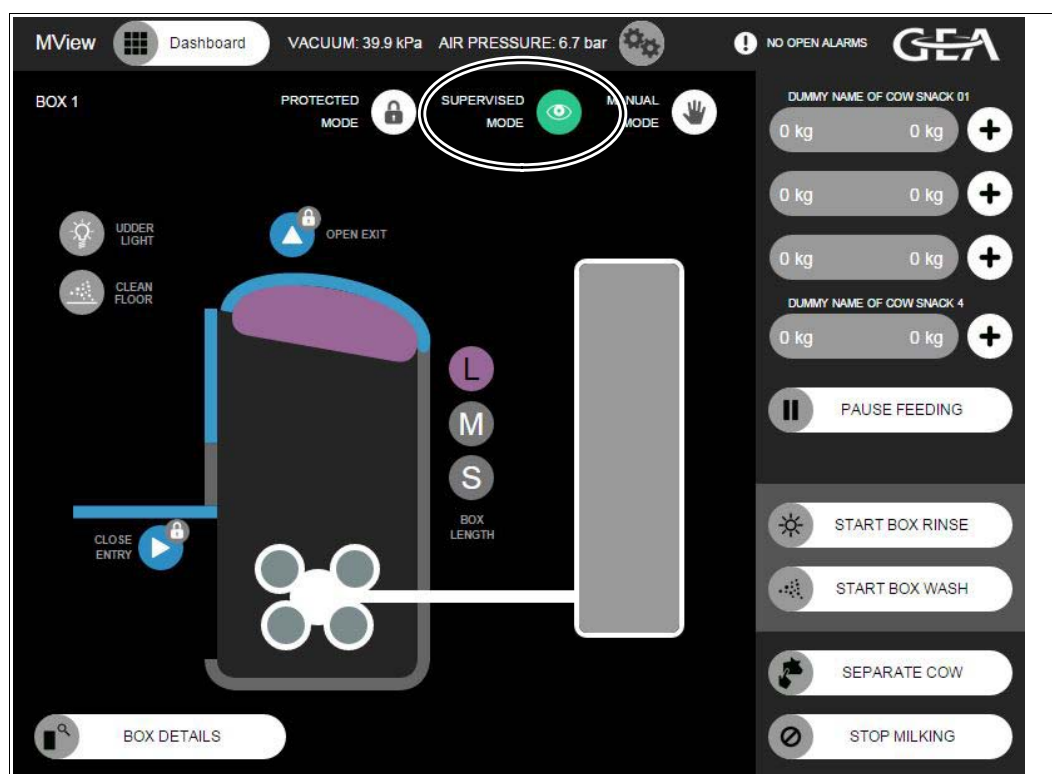 MView
Dashboard
VACUUM: 39.9 kPa
AIR PRESSURE: 6.7 bar
NO OPEN ALARMS
GEA
BOX 1
PROTECTED
MODE
SUPERVISED
MODE
MANUAL
MODE
DUMMY NAME OF COW SNACK 01
0 kg 0 kg
0 kg 0 kg
0 kg 0 kg
DUMMY NAME OF COW SNACK 4
0 kg 0 kg
UDDER
LIGHT
OPEN EXIT
CLEAN
FLOOR
L
M
S
BOX
LENGTH
CLOSE
ENTRY
PAUSE FEEDING
START BOX RINSE
START BOX WASH
SEPARATE COW
STOP MILKING
BOX DETAILS